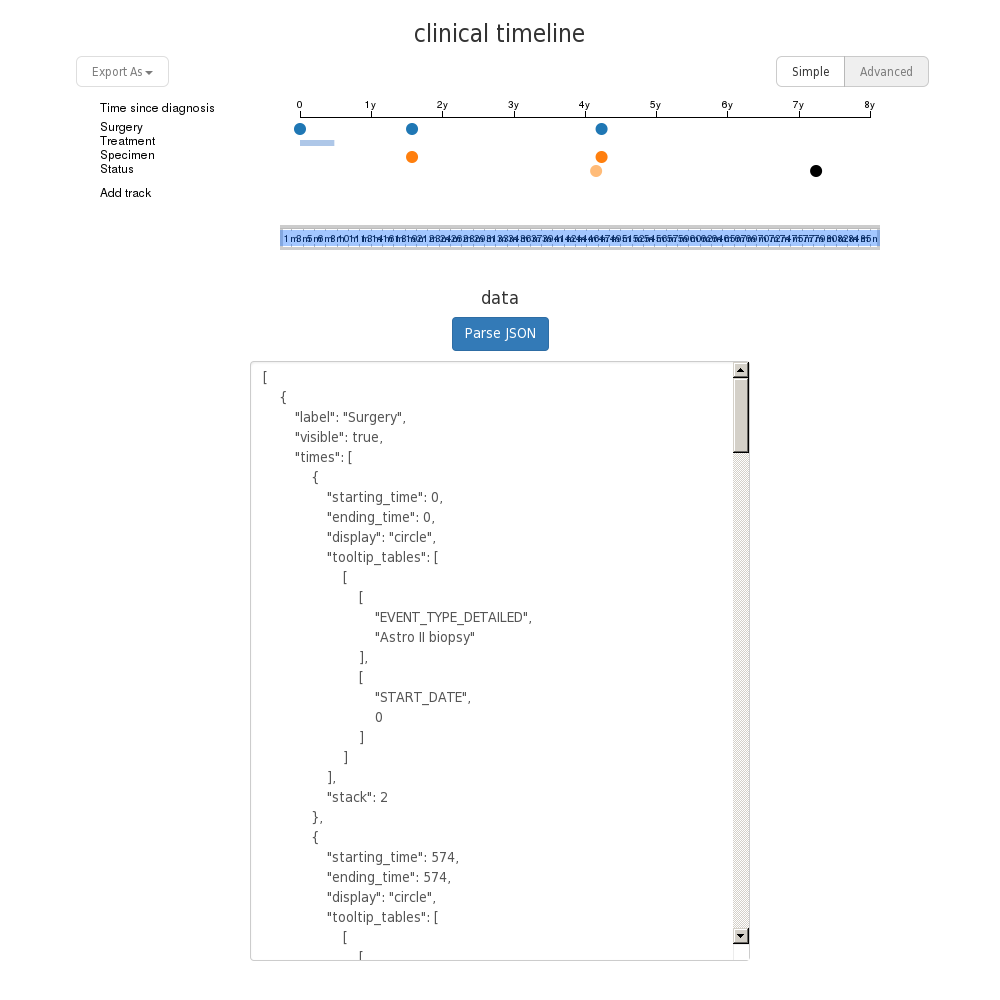 clinical timeline
Export As
Simple Advanced
Time since diagnosis
0 1y 2y 3y 4y 5y 6y 7y 8y
Surgery
Treatment
Specimen
Status
Add track
data
Parse JSON
[
{
"label": "Surgery",
"visible": true,
"times": [
{
"starting_time": 0,
"ending_time": 0,
"display": "circle",
"tooltip_tables": [
[
[
"EVENT_TYPE_DETAILED",
"Astro II biopsy"
],
[
"START_DATE",
0
]
]
],
"stack": 2
},
{
"starting_time": 574,
"ending_time": 574,
"display": "circle",
"tooltip_tables": [
[
[